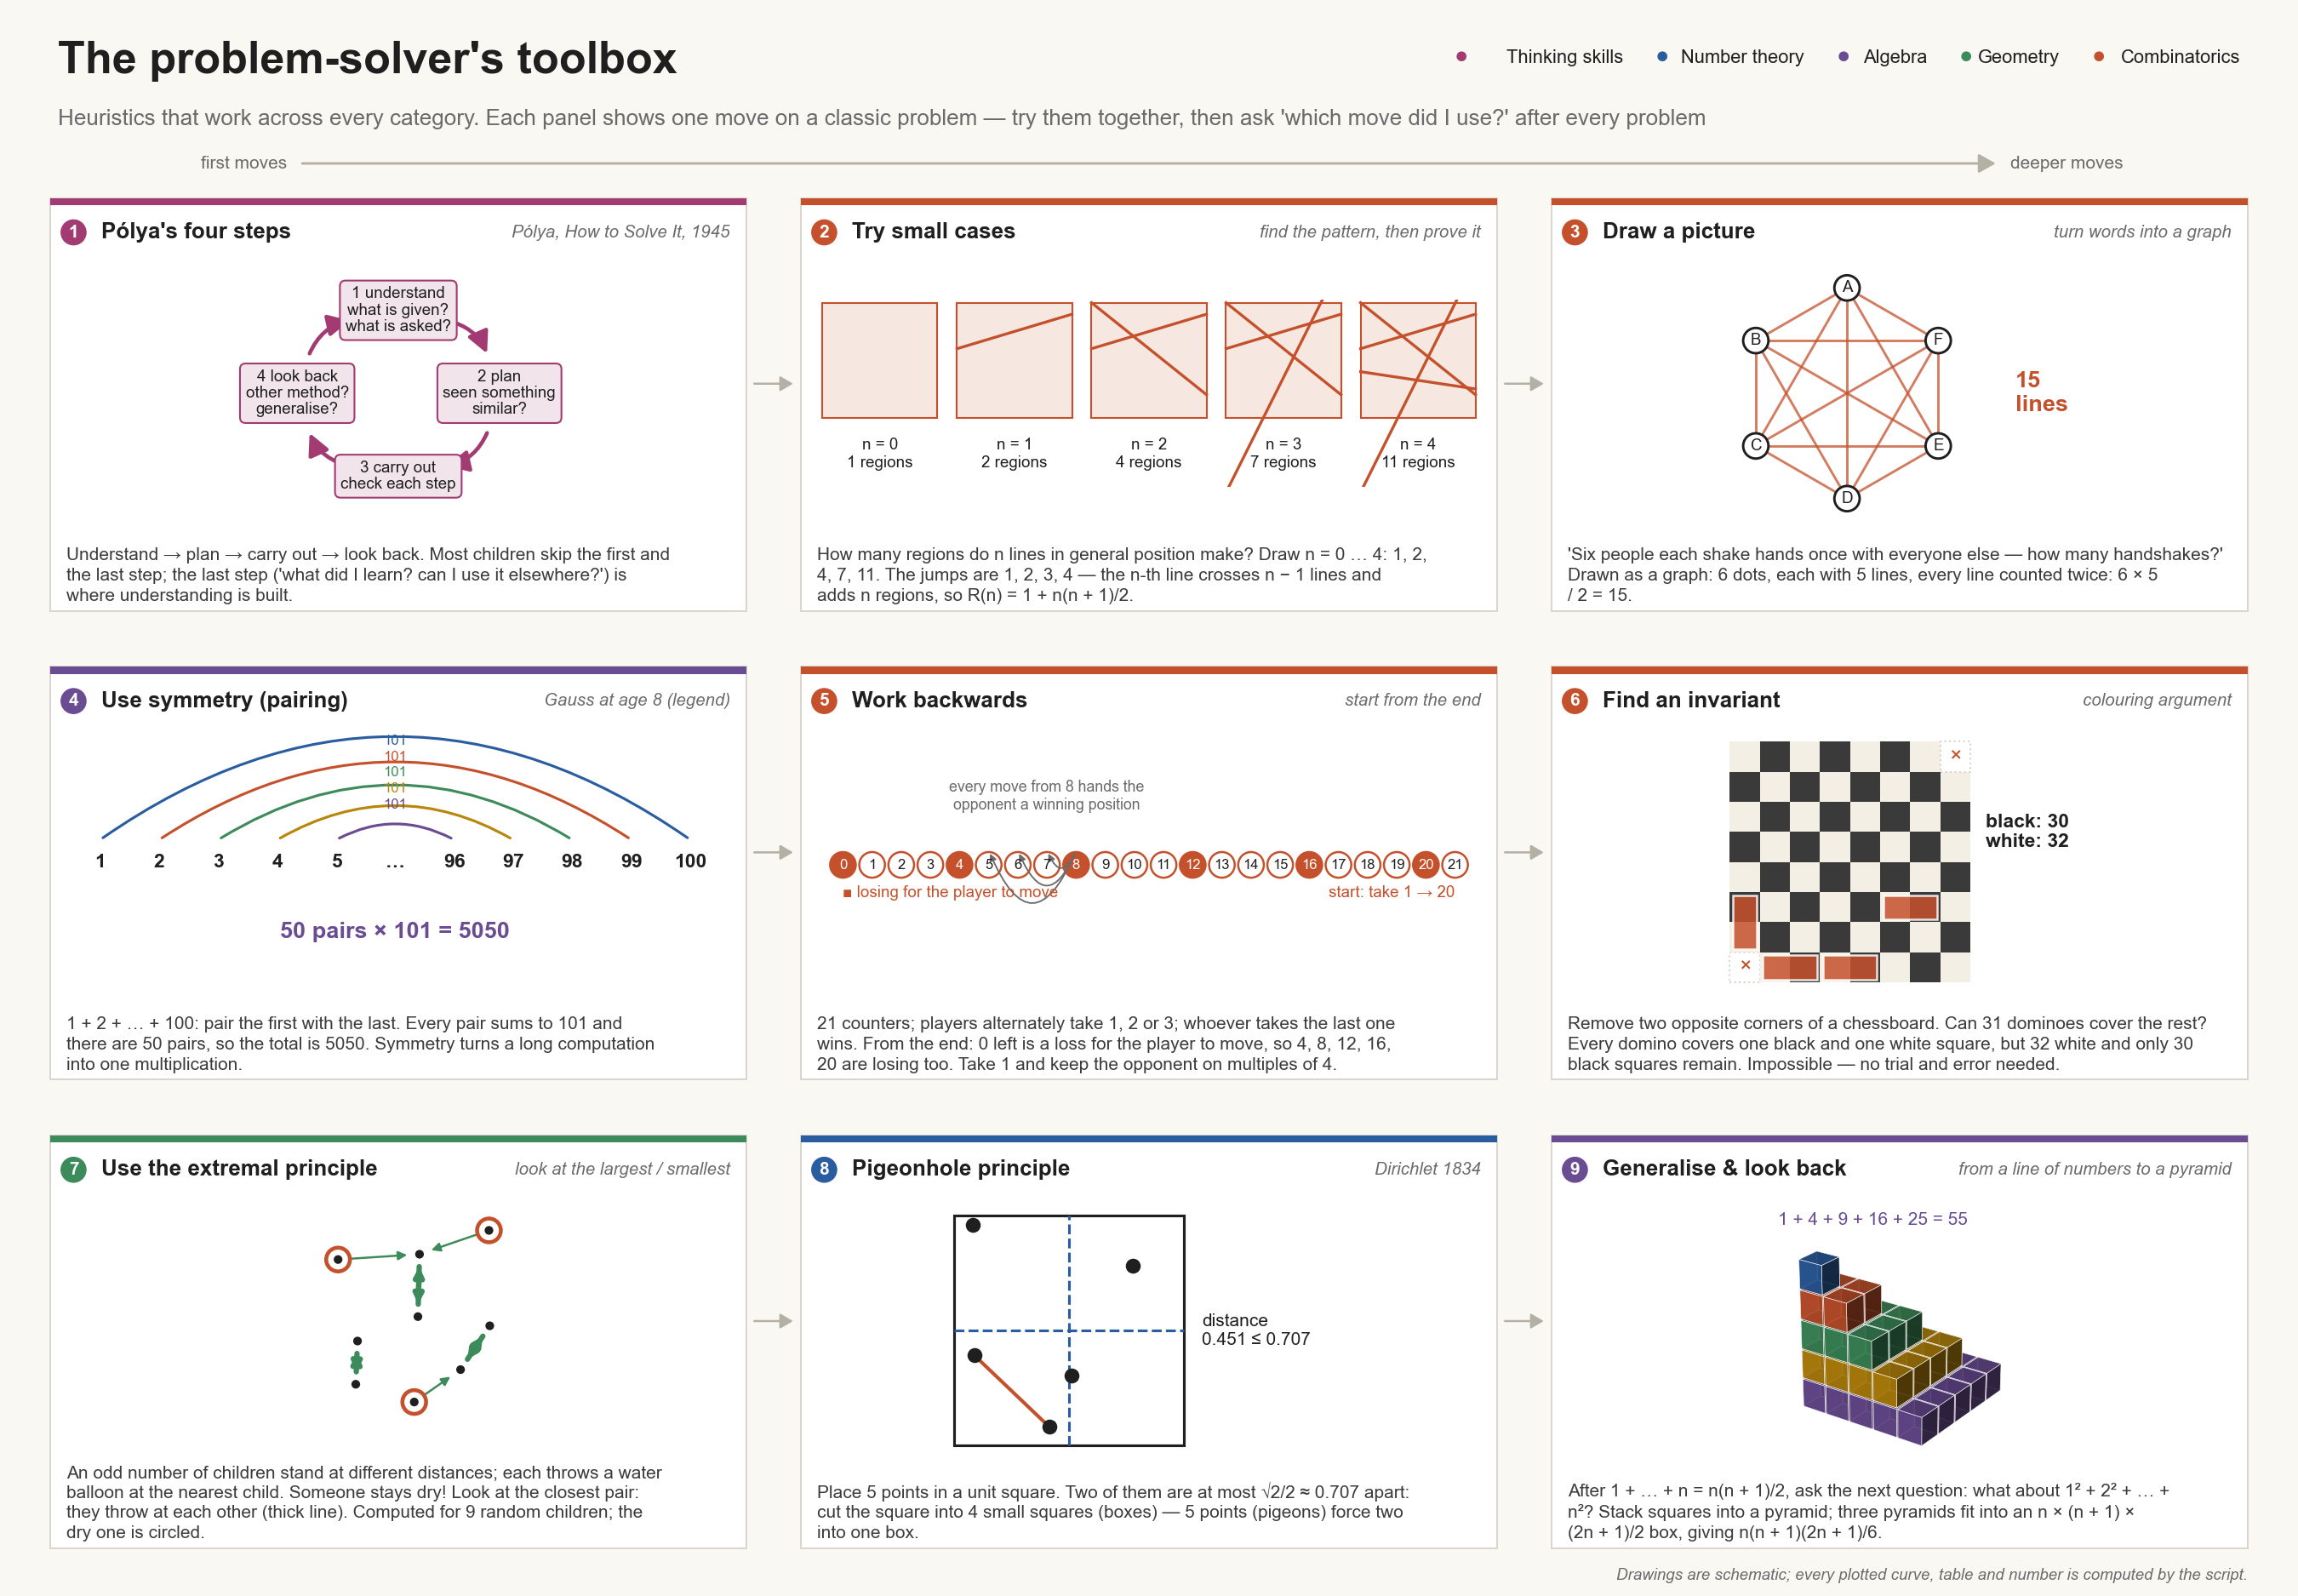 The problem-solver's toolbox
Thinking skills
Number theory
Algebra
Geometry
Combinatorics
Heuristics that work across every category. Each panel shows one move on a classic problem — try them together, then ask 'which move did I use?' after every problem
first moves
deeper moves
1 Pólya's four steps
Pólya, How to Solve It, 1945
1 understand
what is given?
what is asked?
4 look back
other method?
generalise?
2 plan
seen something
similar?
3 carry out
check each step
Understand → plan → carry out → look back. Most children skip the first and
the last step; the last step ('what did I learn? can I use it elsewhere?') is
where understanding is built.
2 Try small cases
find the pattern, then prove it
n = 0
1 regions
n = 1
2 regions
n = 2
4 regions
n = 3
7 regions
n = 4
11 regions
How many regions do n lines in general position make? Draw n = 0 … 4: 1, 2,
4, 7, 11. The jumps are 1, 2, 3, 4 — the n-th line crosses n − 1 lines and
adds n regions, so R(n) = 1 + n(n + 1)/2.
3 Draw a picture
turn words into a graph
A
B
F
C
E
D
15
lines
'Six people each shake hands once with everyone else — how many handshakes?'
Drawn as a graph: 6 dots, each with 5 lines, every line counted twice: 6 × 5
/ 2 = 15.
4 Use symmetry (pairing)
Gauss at age 8 (legend)
101
101
101
101
101
1 2 3 4 5 … 96 97 98 99 100
50 pairs × 101 = 5050
1 + 2 + … + 100: pair the first with the last. Every pair sums to 101 and
there are 50 pairs, so the total is 5050. Symmetry turns a long computation
into one multiplication.
5 Work backwards
start from the end
every move from 8 hands the
opponent a winning position
0 1 2 3 4 5 6 7 8 9 10 11 12 13 14 15 16 17 18 19 20 21
■ losing for the player to move
start: take 1 → 20
21 counters; players alternately take 1, 2 or 3; whoever takes the last one
wins. From the end: 0 left is a loss for the player to move, so 4, 8, 12, 16,
20 are losing too. Take 1 and keep the opponent on multiples of 4.
6 Find an invariant
colouring argument
×
black: 30
white: 32
×
Remove two opposite corners of a chessboard. Can 31 dominoes cover the rest?
Every domino covers one black and one white square, but 32 white and only 30
black squares remain. Impossible — no trial and error needed.
7 Use the extremal principle
look at the largest / smallest
An odd number of children stand at different distances; each throws a water
balloon at the nearest child. Someone stays dry! Look at the closest pair:
they throw at each other (thick line). Computed for 9 random children; the
dry one is circled.
8 Pigeonhole principle
Dirichlet 1834
distance
0.451 ≤ 0.707
Place 5 points in a unit square. Two of them are at most √2/2 ≈ 0.707 apart:
cut the square into 4 small squares (boxes) — 5 points (pigeons) force two
into one box.
9 Generalise & look back
from a line of numbers to a pyramid
1 + 4 + 9 + 16 + 25 = 55
After 1 + … + n = n(n + 1)/2, ask the next question: what about 1² + 2² + … +
n²? Stack squares into a pyramid; three pyramids fit into an n × (n + 1) ×
(2n + 1)/2 box, giving n(n + 1)(2n + 1)/6.
Drawings are schematic; every plotted curve, table and number is computed by the script.